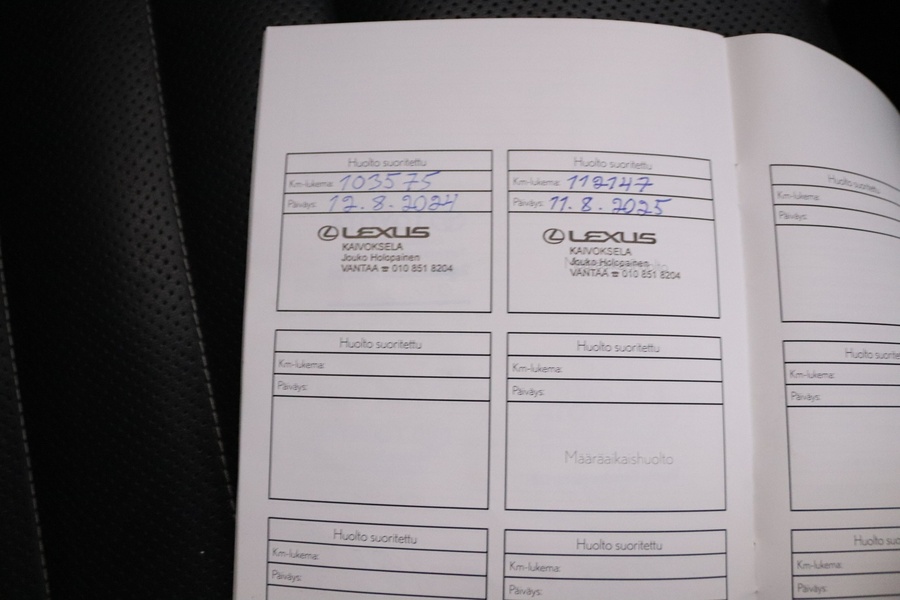 Huolto suoritettu
Km-lukema: 103575
Päiväys: 12.8.2024
LEXUS
KAIVOKSELA
Jouko Holopainen
VANTAA ☎ 010 851 8204
Huolto suoritettu
Km-lukema: 112147
Päiväys: 11.8.2025
LEXUS
KAIVOKSELA
Jouko Holopainen
VANTAA ☎ 010 851 8204
Huolto suoritettu
Km-lukema:
Päiväys:
Huolto suoritettu
Km-lukema:
Päiväys:
Huolto suoritettu
Km-lukema:
Päiväys:
Määräaikaishuolto
Huolto
Km-lukema:
Päiväys:
Huolto suoritettu
Km-lukema:
Päiväys:
Huolto suoritettu
Km-lukema:
Päiväys:
Huolto
Km-lukema:
Päiväys: